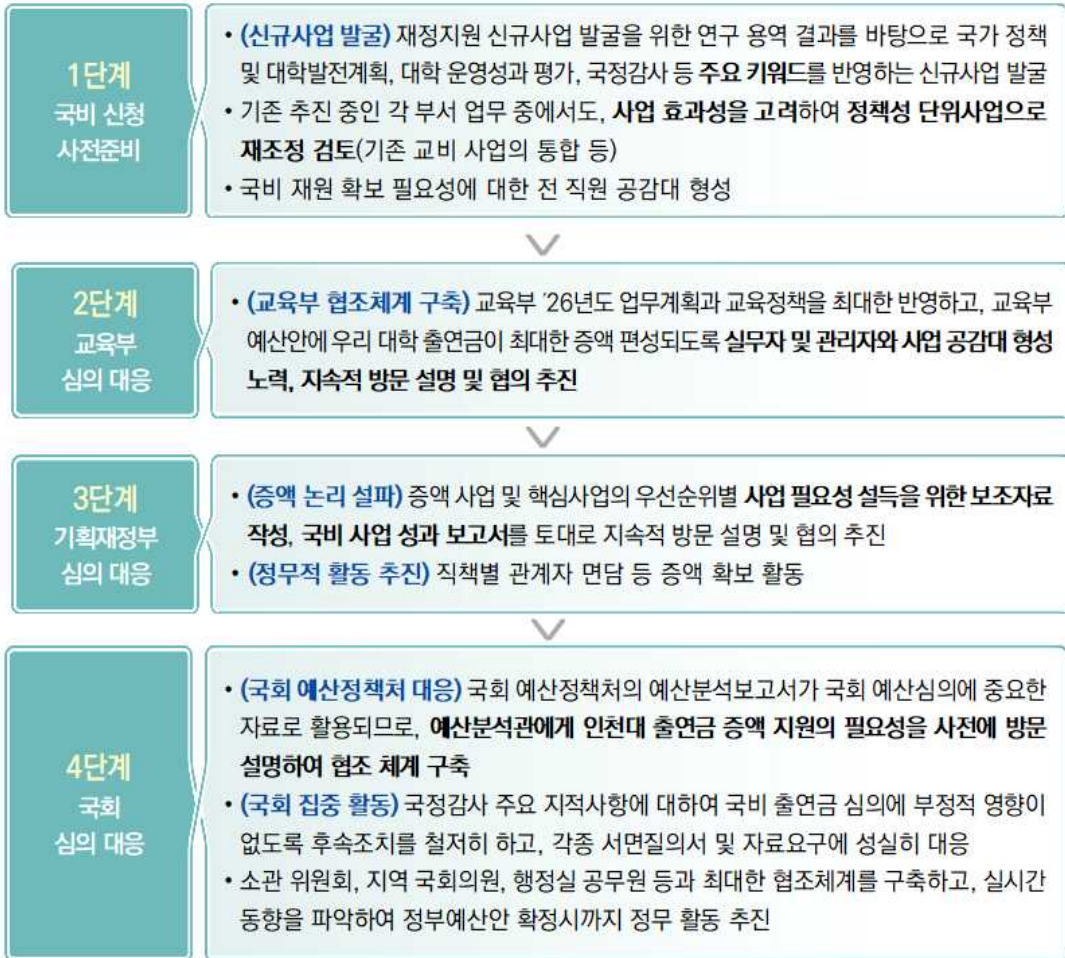 1단계
국비 신청
사전준비
• (신규사업 발굴) 재정지원 신규사업 발굴을 위한 연구 용역 결과를 바탕으로 국가 정책
및 대학발전계획, 대학 운영성과 평가, 국정감사 등 주요 키워드를 반영하는 신규사업 발굴
• 기존 추진 중인 각 부서 업무 중에서도, 사업 효과성을 고려하여 정책성 단위사업으로
재조정 검토(기존 교비 사업의 통합 등)
• 국비 재원 확보 필요성에 대한 전 직원 공감대 형성
2단계
교육부
심의 대응
• (교육부 협조체계 구축) 교육부 '26년도 업무계획과 교육정책을 최대한 반영하고, 교육부
예산안에 우리 대학 출연금이 최대한 증액 편성되도록 실무자 및 관리자와 사업 공감대 형성
노력, 지속적 방문 설명 및 협의 추진
3단계
기획재정부
심의 대응
• (증액 논리 설파) 증액 사업 및 핵심사업의 우선순위별 사업 필요성 설득을 위한 보조자료
작성, 국비 사업 성과 보고서를 토대로 지속적 방문 설명 및 협의 추진
• (정무적 활동 추진) 직책별 관계자 면담 등 증액 확보 활동
4단계
국회
심의 대응
• (국회 예산정책처 대응) 국회 예산정책처의 예산분석보고서가 국회 예산심의에 중요한
자료로 활용되므로, 예산분석관에게 인천대 출연금 증액 지원의 필요성을 사전에 방문
설명하여 협조 체계 구축
• (국회 집중 활동) 국정감사 주요 지적사항에 대하여 국비 출연금 심의에 부정적 영향이
없도록 후속조치를 철저히 하고, 각종 서면질의서 및 자료요구에 성실히 대응
• 소관 위원회, 지역 국회의원, 행정실 공무원 등과 최대한 협조체계를 구축하고, 실시간
동향을 파악하여 정부예산안 확정시까지 정무 활동 추진